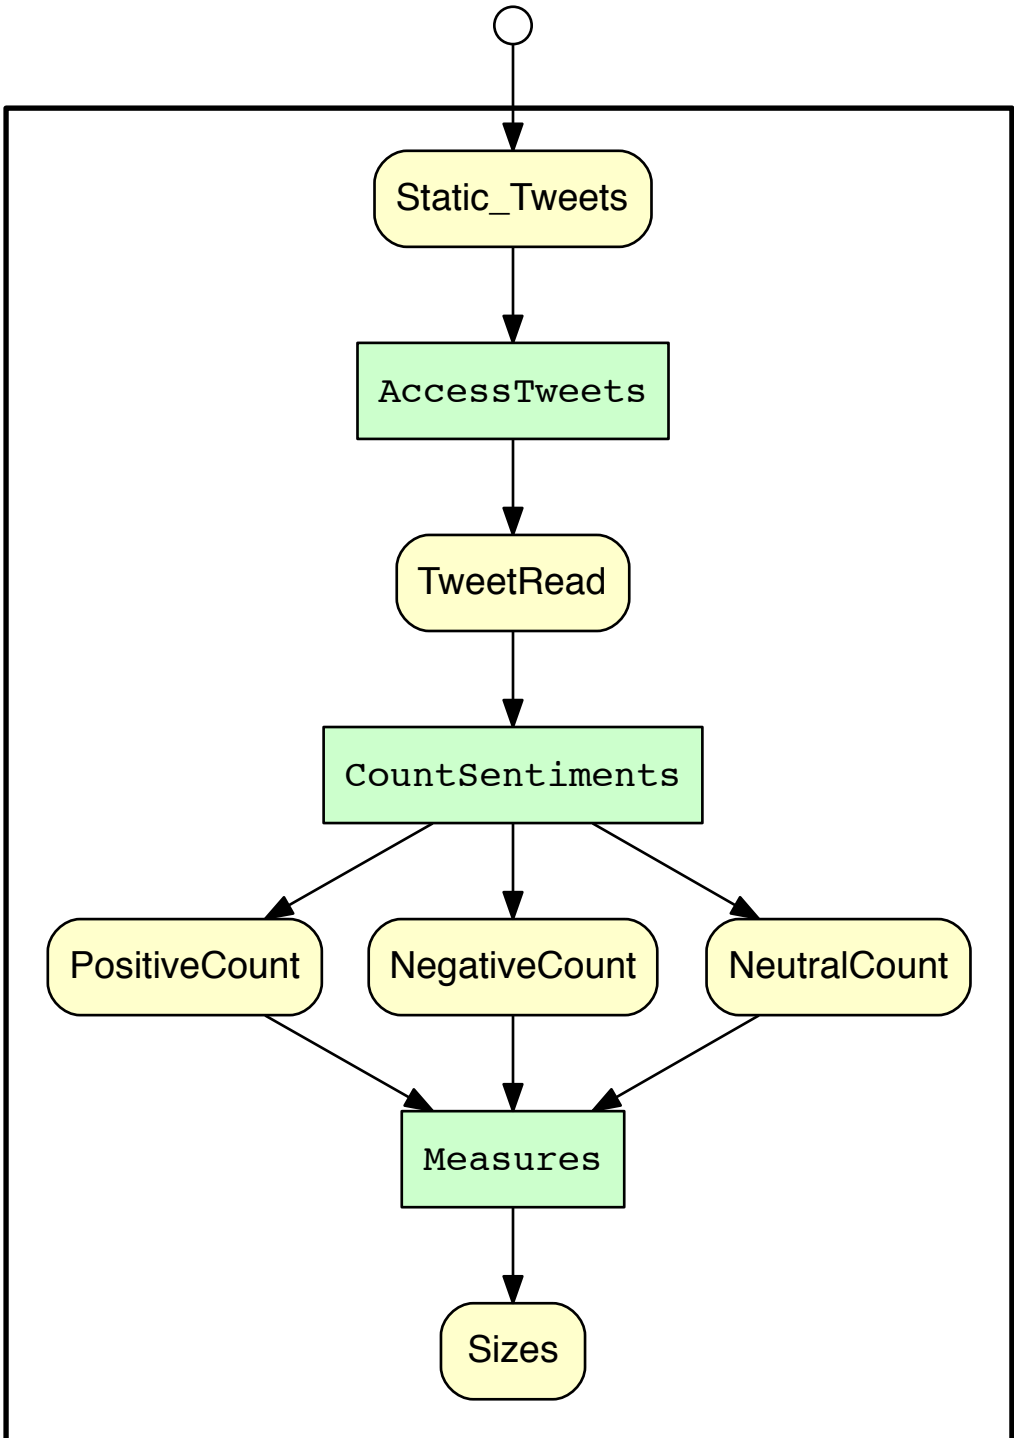 Static_Tweets
AccessTweets
TweetRead
CountSentiments
PositiveCount
NegativeCount
NeutralCount
Measures
Sizes